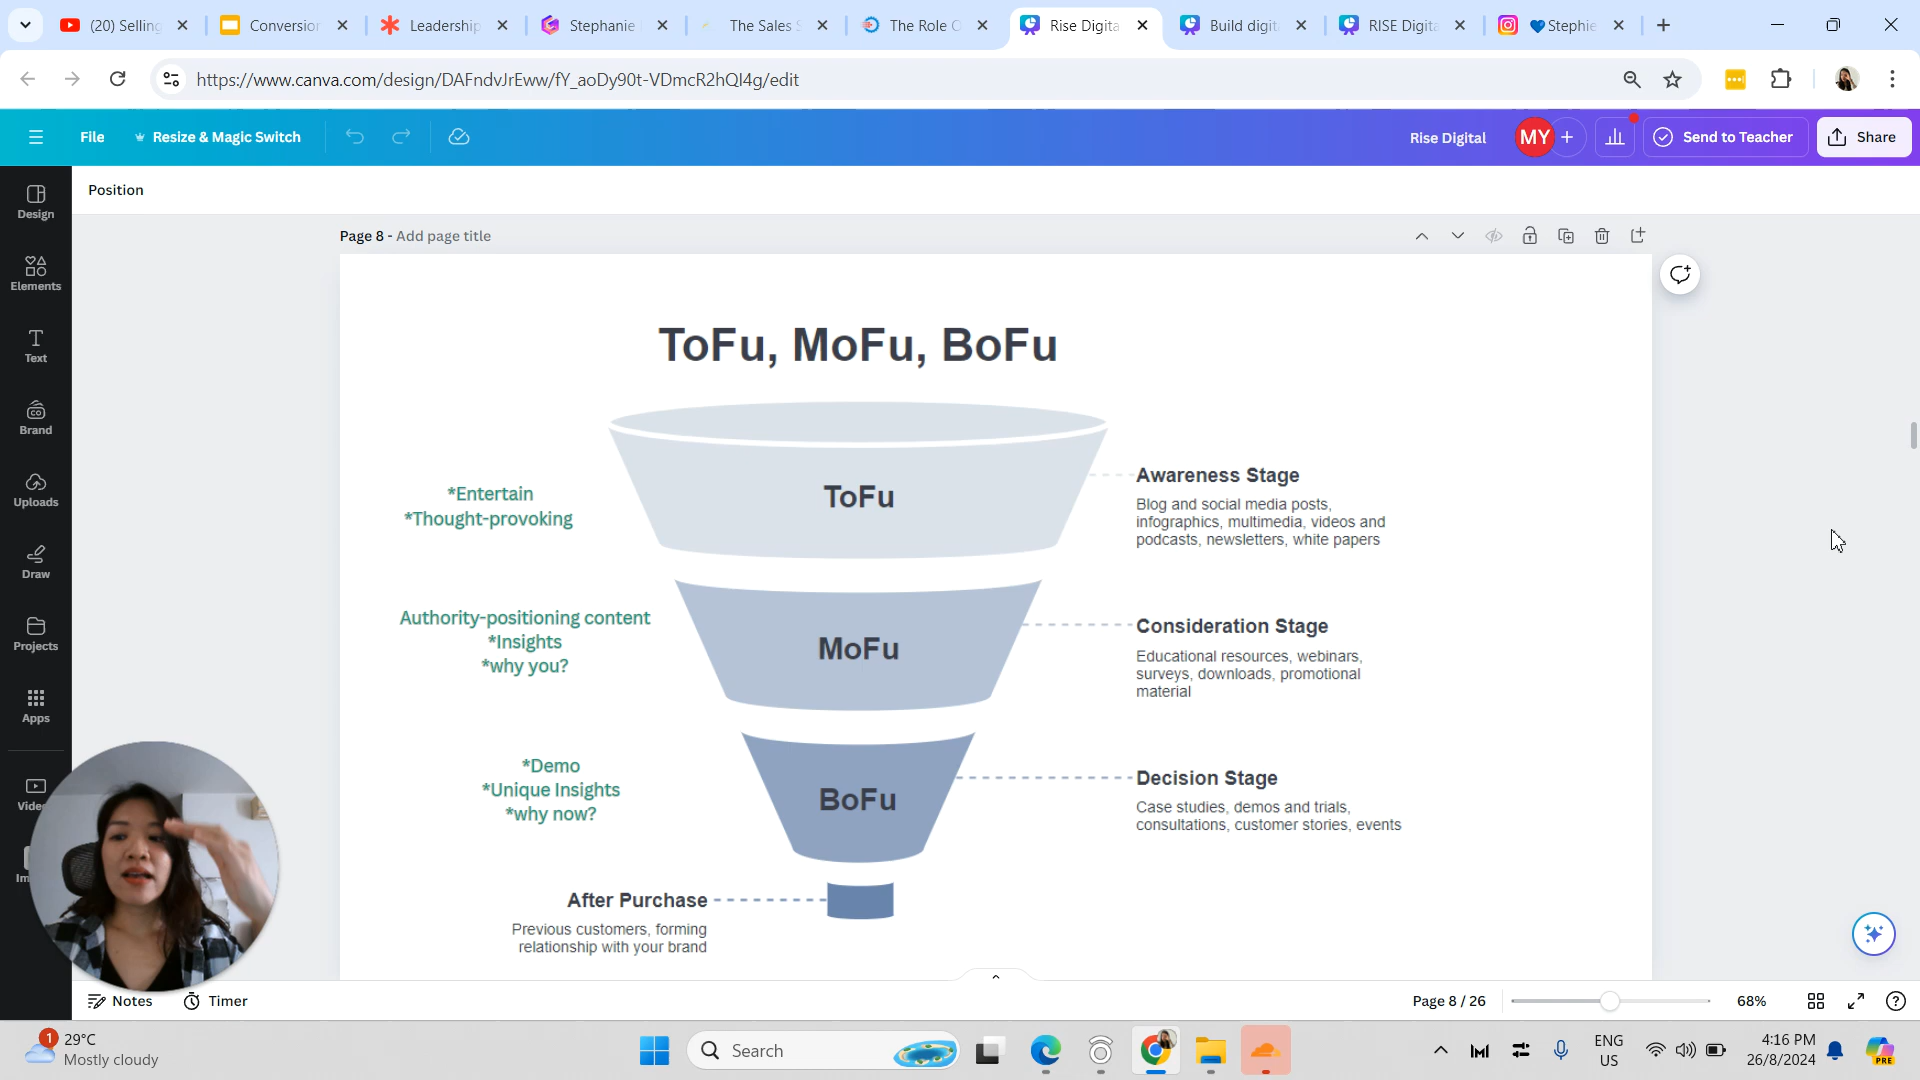 (20) Selling
Conversion
Leadership
Stephanie
The Sales S
The Role O
Rise Digita
Build digit
RISE Digita
Stephie
https://www.canva.com/design/DAFndvJrEww/fY_aoDy90t-VDmcR2hQI4g/edit
File
Resize & Magic Switch
Rise Digital
MY
Send to Teacher
Share
Design
Elements
Text
Brand
Uploads
Draw
Projects
Apps
Position
Page 8 - Add page title
ToFu, MoFu, BoFu
*Entertain
*Thought-provoking
ToFu
Awareness Stage
Blog and social media posts,
infographics, multimedia, videos and
podcasts, newsletters, white papers
Authority-positioning content
*Insights
*why you?
MoFu
Consideration Stage
Educational resources, webinars,
surveys, downloads, promotional
material
*Demo
*Unique Insights
*why now?
BoFu
Decision Stage
Case studies, demos and trials,
consultations, customer stories, events
After Purchase
Previous customers, forming
relationship with your brand
Notes
Timer
Page 8 / 26
68%
1
29°C
Mostly cloudy
Search
ENG
US
4:16 PM
26/8/2024
PRE